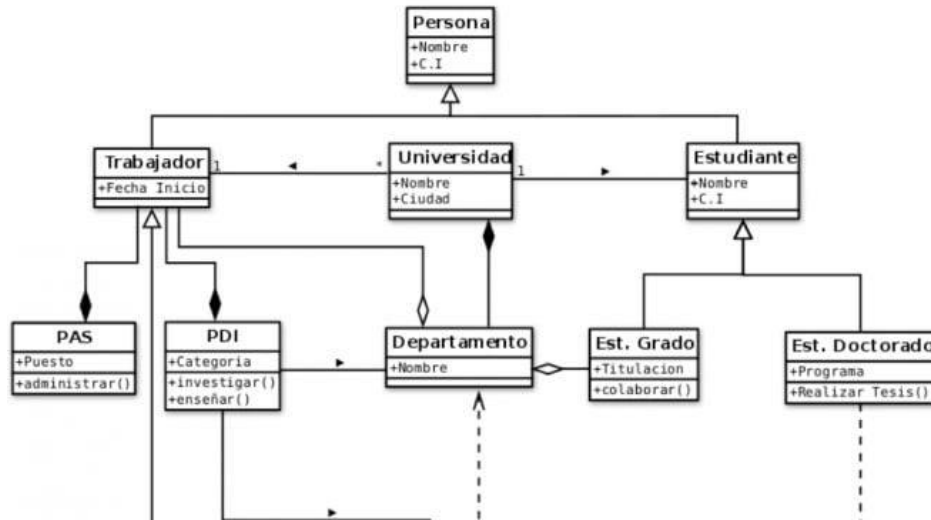 Persona
+Nombre
+C.I
Trabajador
+Fecha Inicio
1
*
Universidad
+Nombre
+Ciudad
1
Estudiante
+Nombre
+C.I
PAS
+Puesto
+administrar()
PDI
+Categoria
+investigar()
+enseñar()
Departamento
+Nombre
Est. Grado
+Titulacion
+colaborar()
Est. Doctorado
+Programa
+Realizar Tesis()